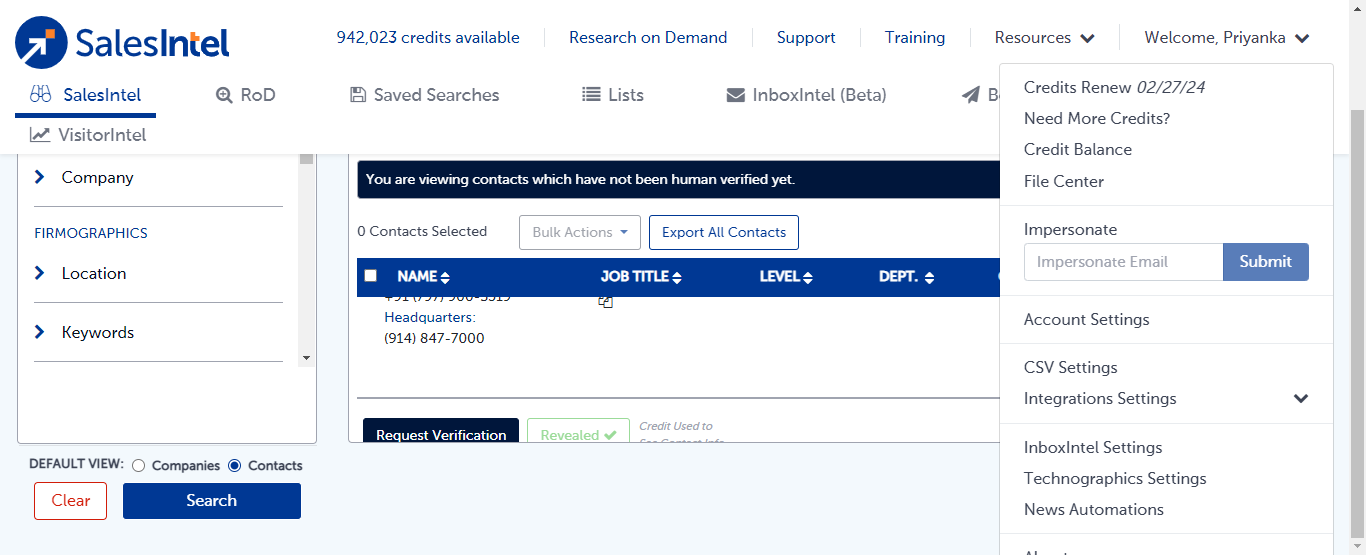 SalesIntel
942,023 credits available
Research on Demand
Support
Training
Resources
Welcome, Priyanka
SalesIntel
RoD
Saved Searches
Lists
InboxIntel (Beta)
VisitorIntel
Company
FIRMOGRAPHICS
Location
Keywords
DEFAULT VIEW: Companies Contacts
Clear
Search
You are viewing contacts which have not been human verified yet.
0 Contacts Selected
Bulk Actions
Export All Contacts
NAME JOB TITLE LEVEL DEPT.
Headquarters:
(914) 847-7000
Request Verification
Revealed
Credit Used to
See Contact Info
Credits Renew 02/27/24
Need More Credits?
Credit Balance
File Center
Impersonate
Impersonate Email
Submit
Account Settings
CSV Settings
Integrations Settings
InboxIntel Settings
Technographics Settings
News Automations